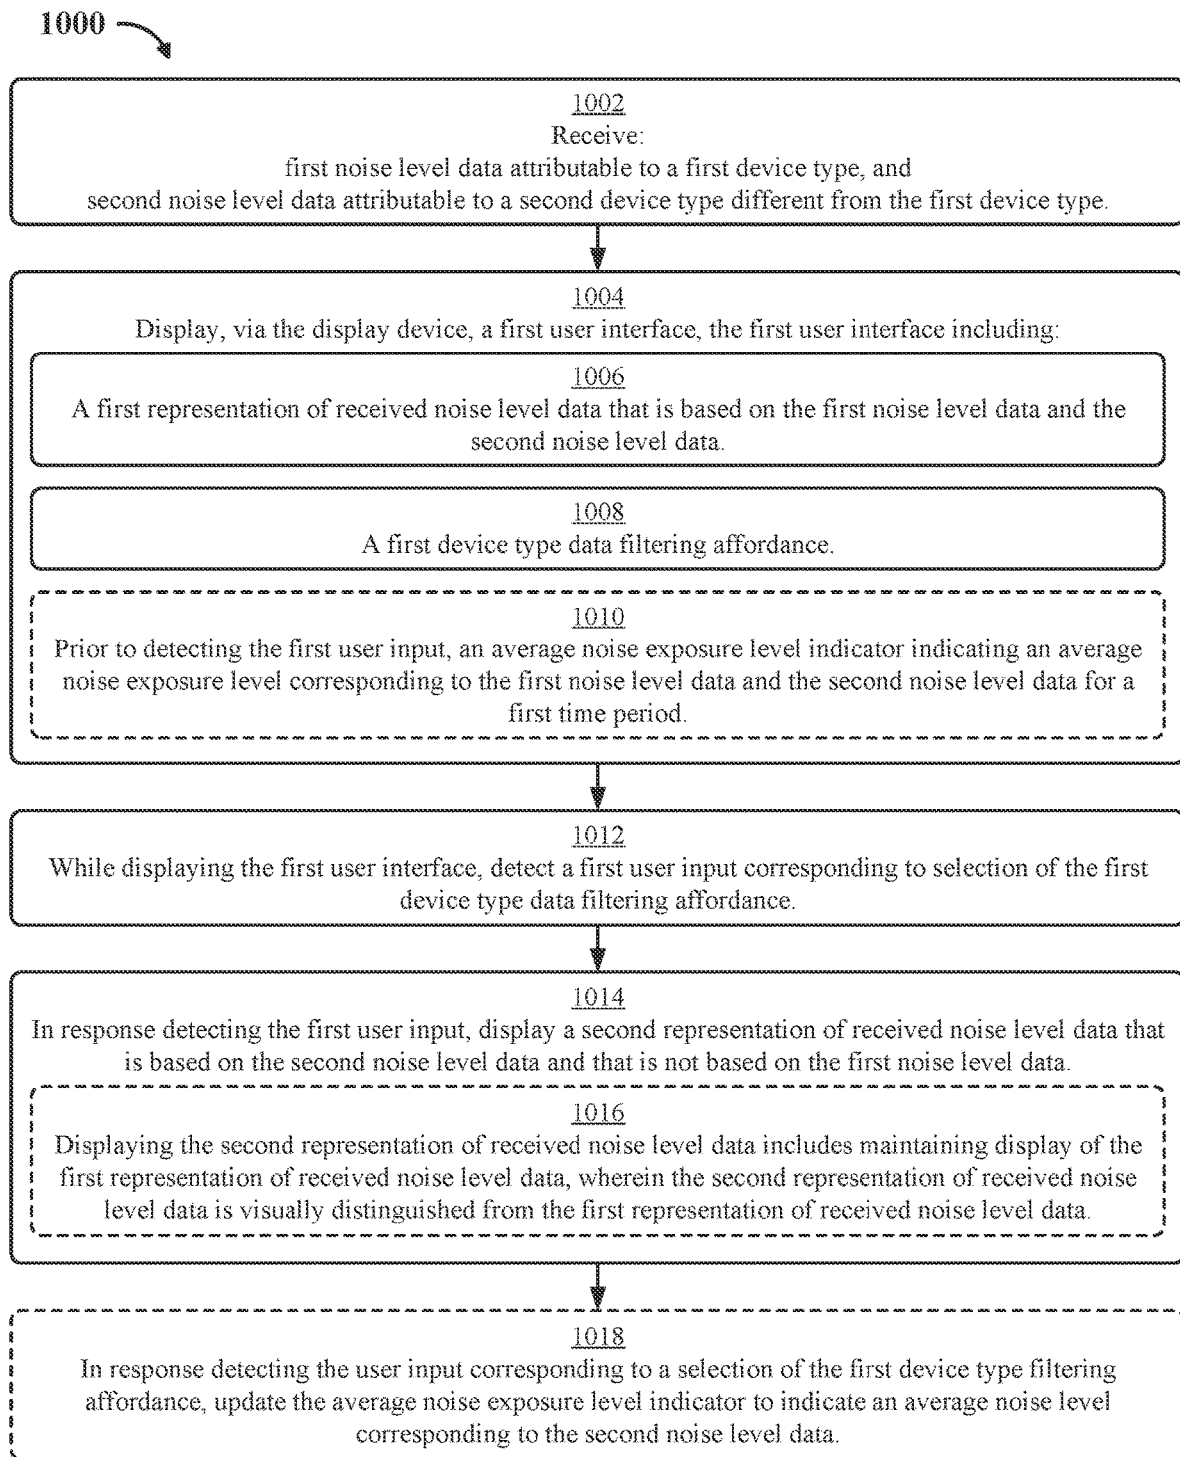 1000
1002
Receive:
first noise level data attributable to a first device type, and
second noise level data attributable to a second device type different from the first device type.
1004
Display, via the display device, a first user interface, the first user interface including:
1006
A first representation of received noise level data that is based on the first noise level data and the
second noise level data.
1008
A first device type data filtering affordance.
1010
Prior to detecting the first user input, an average noise exposure level indicator indicating an average
noise exposure level corresponding to the first noise level data and the second noise level data for a
first time period.
1012
While displaying the first user interface, detect a first user input corresponding to selection of the first
device type data filtering affordance.
1014
In response detecting the first user input, display a second representation of received noise level data that
is based on the second noise level data and that is not based on the first noise level data.
1016
Displaying the second representation of received noise level data includes maintaining display of the
first representation of received noise level data, wherein the second representation of received noise
level data is visually distinguished from the first representation of received noise level data.
1018
In response detecting the user input corresponding to a selection of the first device type filtering
affordance, update the average noise exposure level indicator to indicate an average noise level
corresponding to the second noise level data.